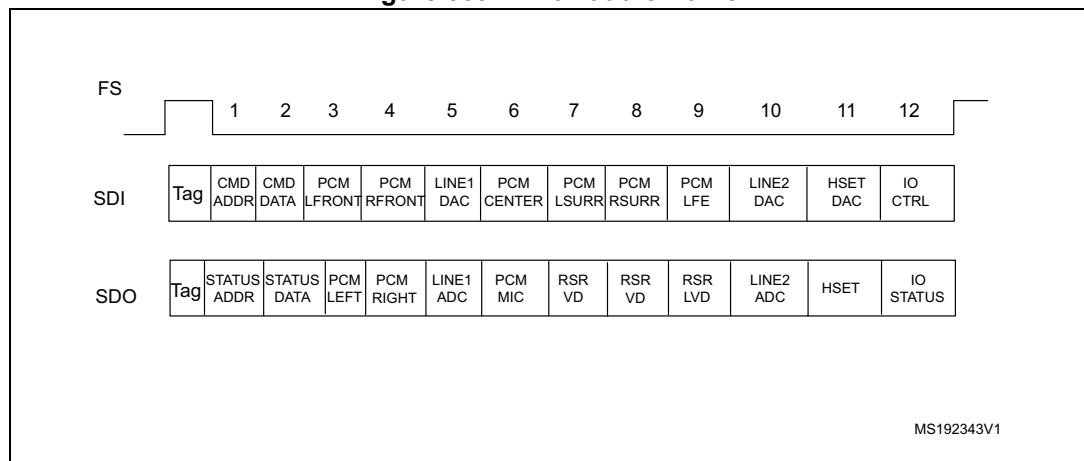 FS
1 2 3 4 5 6 7 8 9 10 11 12
SDI
Tag
CMD
ADDR
CMD
DATA
PCM
LFRONT
PCM
RFRONT
LINE1
DAC
PCM
CENTER
PCM
LSURR
PCM
RSURR
PCM
LFE
LINE2
DAC
HSET
DAC
IO
CTRL
SDO
Tag
STATUS
ADDR
STATUS
DATA
PCM
LEFT
PCM
RIGHT
LINE1
ADC
PCM
MIC
RSR
VD
RSR
VD
RSR
LVD
LINE2
ADC
HSET
IO
STATUS
MS192343V1